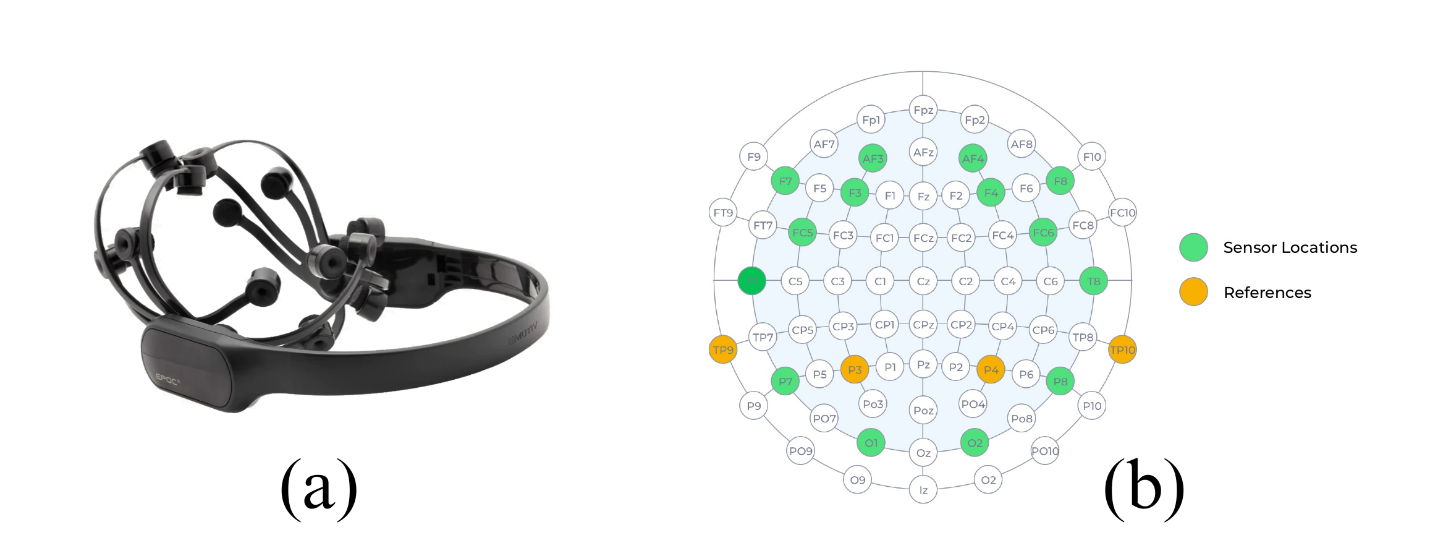 Fpz
Fp1
Fp2
AF7
AF8
AFz
F9
AF3
AF4
F10
F7
F5
F3
F1
Fz
F2
F4
F6
F8
FT9
FT7
FC5
FC3
FC1
FCz
FC2
FC4
FC6
FC8
FC10
Sensor Locations
C5
C3
C1
Cz
C2
C4
C6
T8
References
TP9
TP7
CP5
CP3
CP1
CPz
CP2
CP4
CP6
TP8
TP10
P7
P5
P3
P1
Pz
P2
P4
P6
P8
EPOC
P9
PO7
Po3
Poz
PO4
Po8
P10
PO9
O1
Oz
O2
PO10
O9
Iz
O2
(a)
(b)